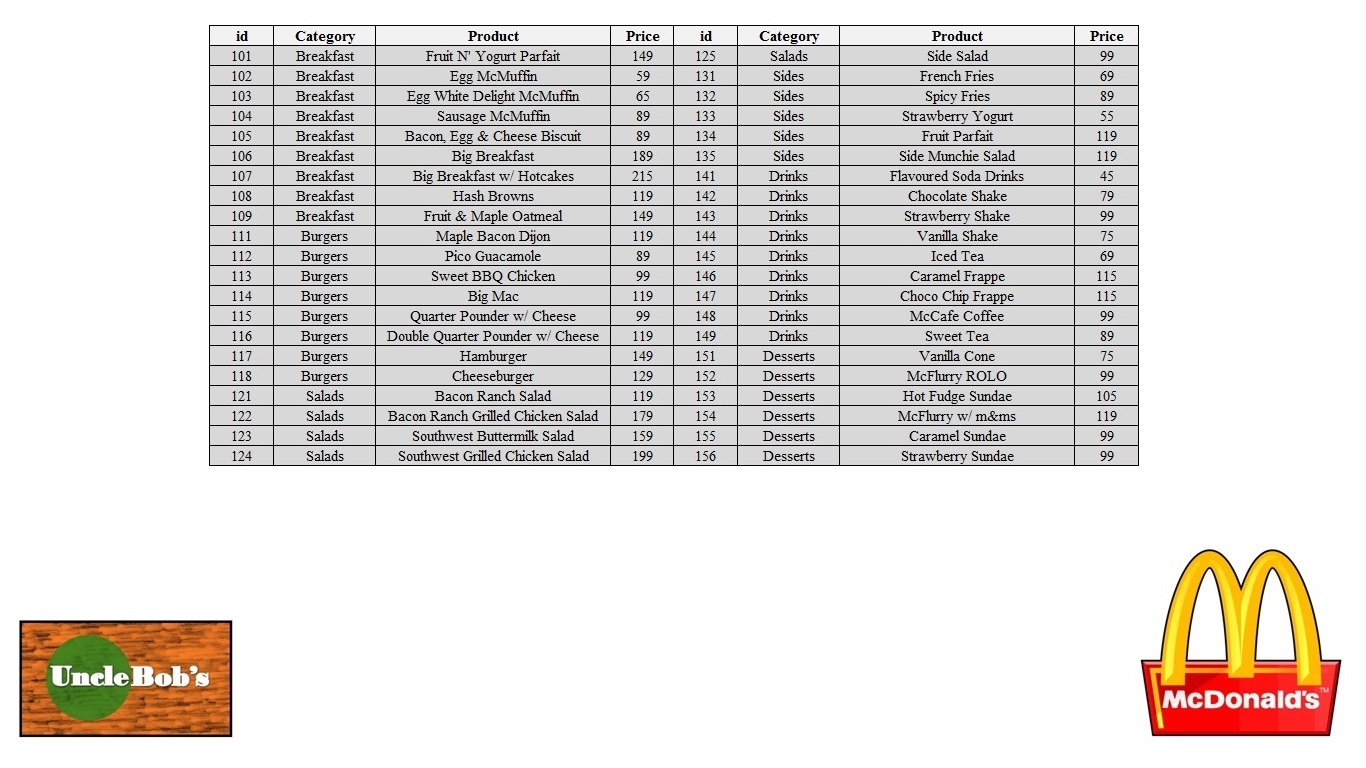 id Category Product Price id Category Product Price
101 Breakfast Fruit N' Yogurt Parfait 149 125 Salads Side Salad 99
102 Breakfast Egg McMuffin 59 131 Sides French Fries 69
103 Breakfast Egg White Delight McMuffin 65 132 Sides Spicy Fries 89
104 Breakfast Sausage McMuffin 89 133 Sides Strawberry Yogurt 55
105 Breakfast Bacon, Egg & Cheese Biscuit 89 134 Sides Fruit Parfait 119
106 Breakfast Big Breakfast 189 135 Sides Side Munchie Salad 119
107 Breakfast Big Breakfast w/ Hotcakes 215 141 Drinks Flavoured Soda Drinks 45
108 Breakfast Hash Browns 119 142 Drinks Chocolate Shake 79
109 Breakfast Fruit & Maple Oatmeal 149 143 Drinks Strawberry Shake 99
111 Burgers Maple Bacon Dijon 119 144 Drinks Vanilla Shake 75
112 Burgers Pico Guacamole 89 145 Drinks Iced Tea 69
113 Burgers Sweet BBQ Chicken 99 146 Drinks Caramel Frappe 115
114 Burgers Big Mac 119 147 Drinks Choco Chip Frappe 115
115 Burgers Quarter Pounder w/ Cheese 99 148 Drinks McCafe Coffee 99
116 Burgers Double Quarter Pounder w/ Cheese 119 149 Drinks Sweet Tea 89
117 Burgers Hamburger 149 151 Desserts Vanilla Cone 75
118 Burgers Cheeseburger 129 152 Desserts McFlurry ROLO 99
121 Salads Bacon Ranch Salad 119 153 Desserts Hot Fudge Sundae 105
122 Salads Bacon Ranch Grilled Chicken Salad 179 154 Desserts McFlurry w/ m&ms 119
123 Salads Southwest Buttermilk Salad 159 155 Desserts Caramel Sundae 99
124 Salads Southwest Grilled Chicken Salad 199 156 Desserts Strawberry Sundae 99
Uncle Bob's
McDonald's™